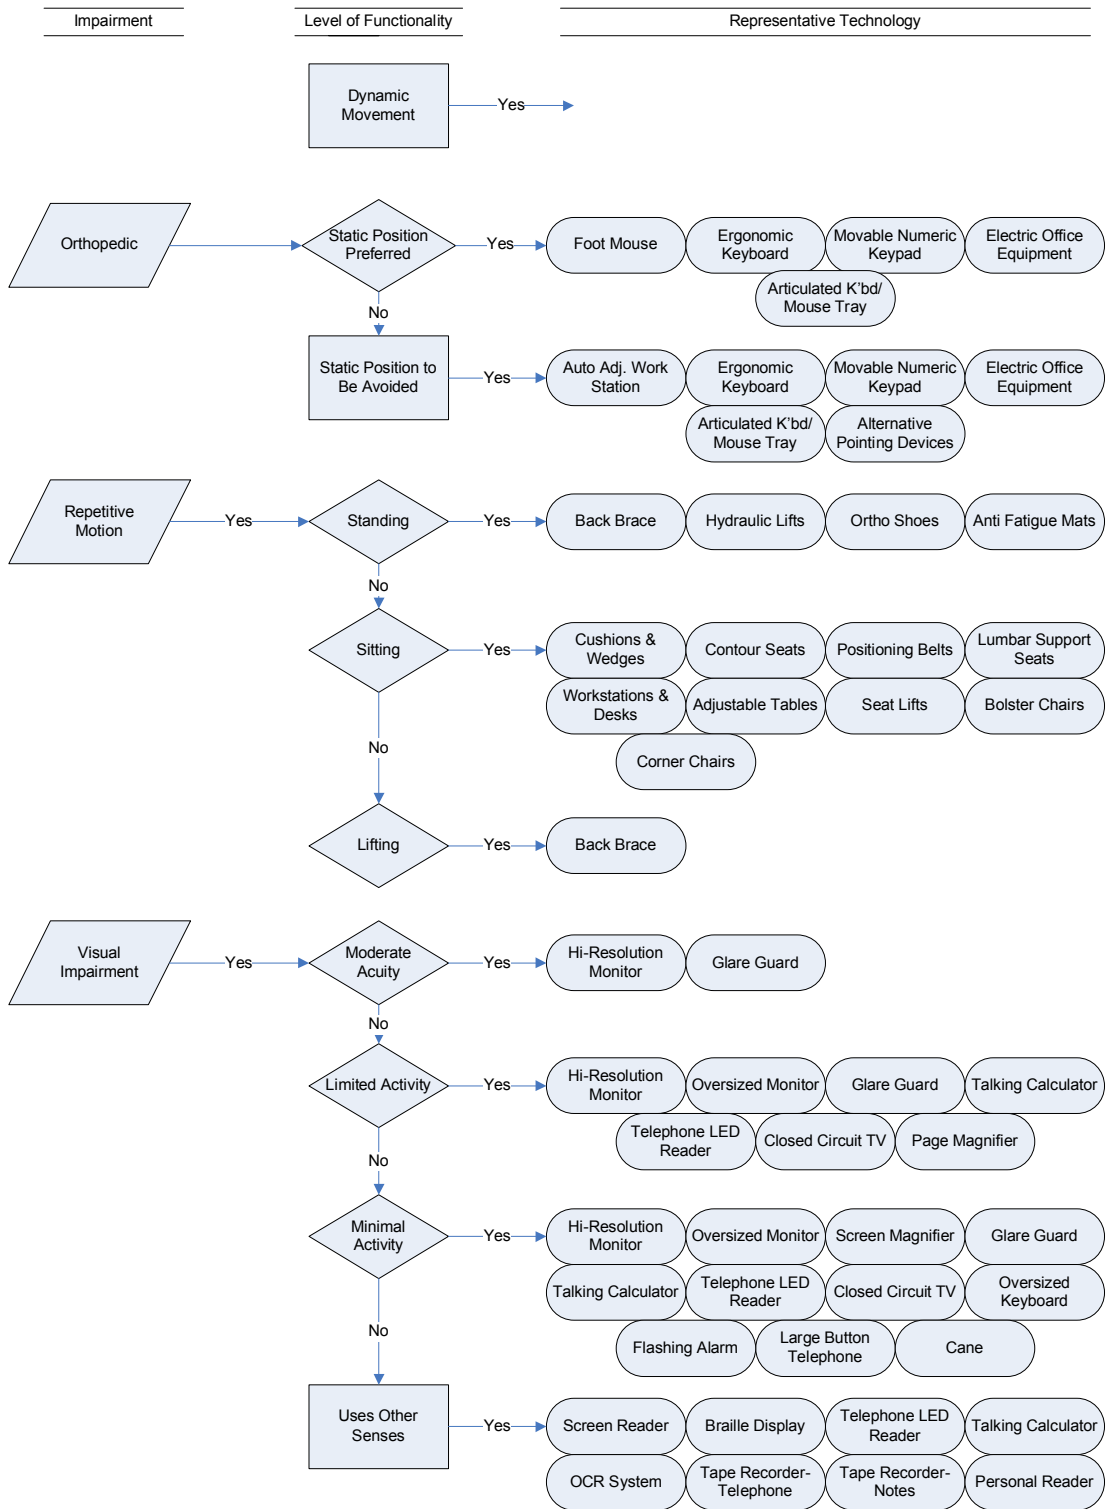 Impairment
Level of Functionality
Representative Technology
Dynamic
Movement
Yes
Orthopedic
Static Position
Preferred
Yes
Foot Mouse
Ergonomic
Keyboard
Movable Numeric
Keypad
Electric Office
Equipment
Articulated K'bd/
Mouse Tray
No
Static Position to
Be Avoided
Yes
Auto Adj. Work
Station
Ergonomic
Keyboard
Movable Numeric
Keypad
Electric Office
Equipment
Articulated K'bd/
Mouse Tray
Alternative
Pointing Devices
Repetitive
Motion
Yes
Standing
Yes
Back Brace
Hydraulic Lifts
Ortho Shoes
Anti Fatigue Mats
No
Sitting
Yes
Cushions &
Wedges
Contour Seats
Positioning Belts
Lumbar Support
Seats
Workstations &
Desks
Adjustable Tables
Seat Lifts
Bolster Chairs
Corner Chairs
No
Lifting
Yes
Back Brace
Visual
Impairment
Yes
Moderate
Acuity
Yes
Hi-Resolution
Monitor
Glare Guard
No
Limited Activity
Yes
Hi-Resolution
Monitor
Oversized Monitor
Glare Guard
Talking Calculator
Telephone LED
Reader
Closed Circuit TV
Page Magnifier
No
Minimal
Activity
Yes
Hi-Resolution
Monitor
Oversized Monitor
Screen Magnifier
Glare Guard
Talking Calculator
Telephone LED
Reader
Closed Circuit TV
Oversized
Keyboard
Flashing Alarm
Large Button
Telephone
Cane
No
Uses Other
Senses
Yes
Screen Reader
Braille Display
Telephone LED
Reader
Talking Calculator
OCR System
Tape Recorder-
Telephone
Tape Recorder-
Notes
Personal Reader